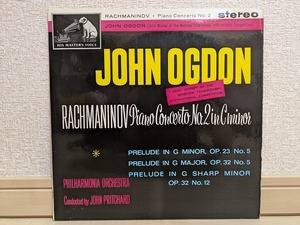 RACHMANINOV • Piano Concerto No. 2 stereo
JOHN OGDON
HIS MASTER'S VOICE
JOHN OGDON
RACHMANINOV Piano Concerto No. 2 in C minor
PRELUDE IN G MINOR, OP. 23 No. 5
PRELUDE IN G MAJOR, OP. 32 No. 5
PRELUDE IN G SHARP MINOR
OP. 32 No. 12
PHILHARMONIA ORCHESTRA
Conducted by JOHN PRITCHARD